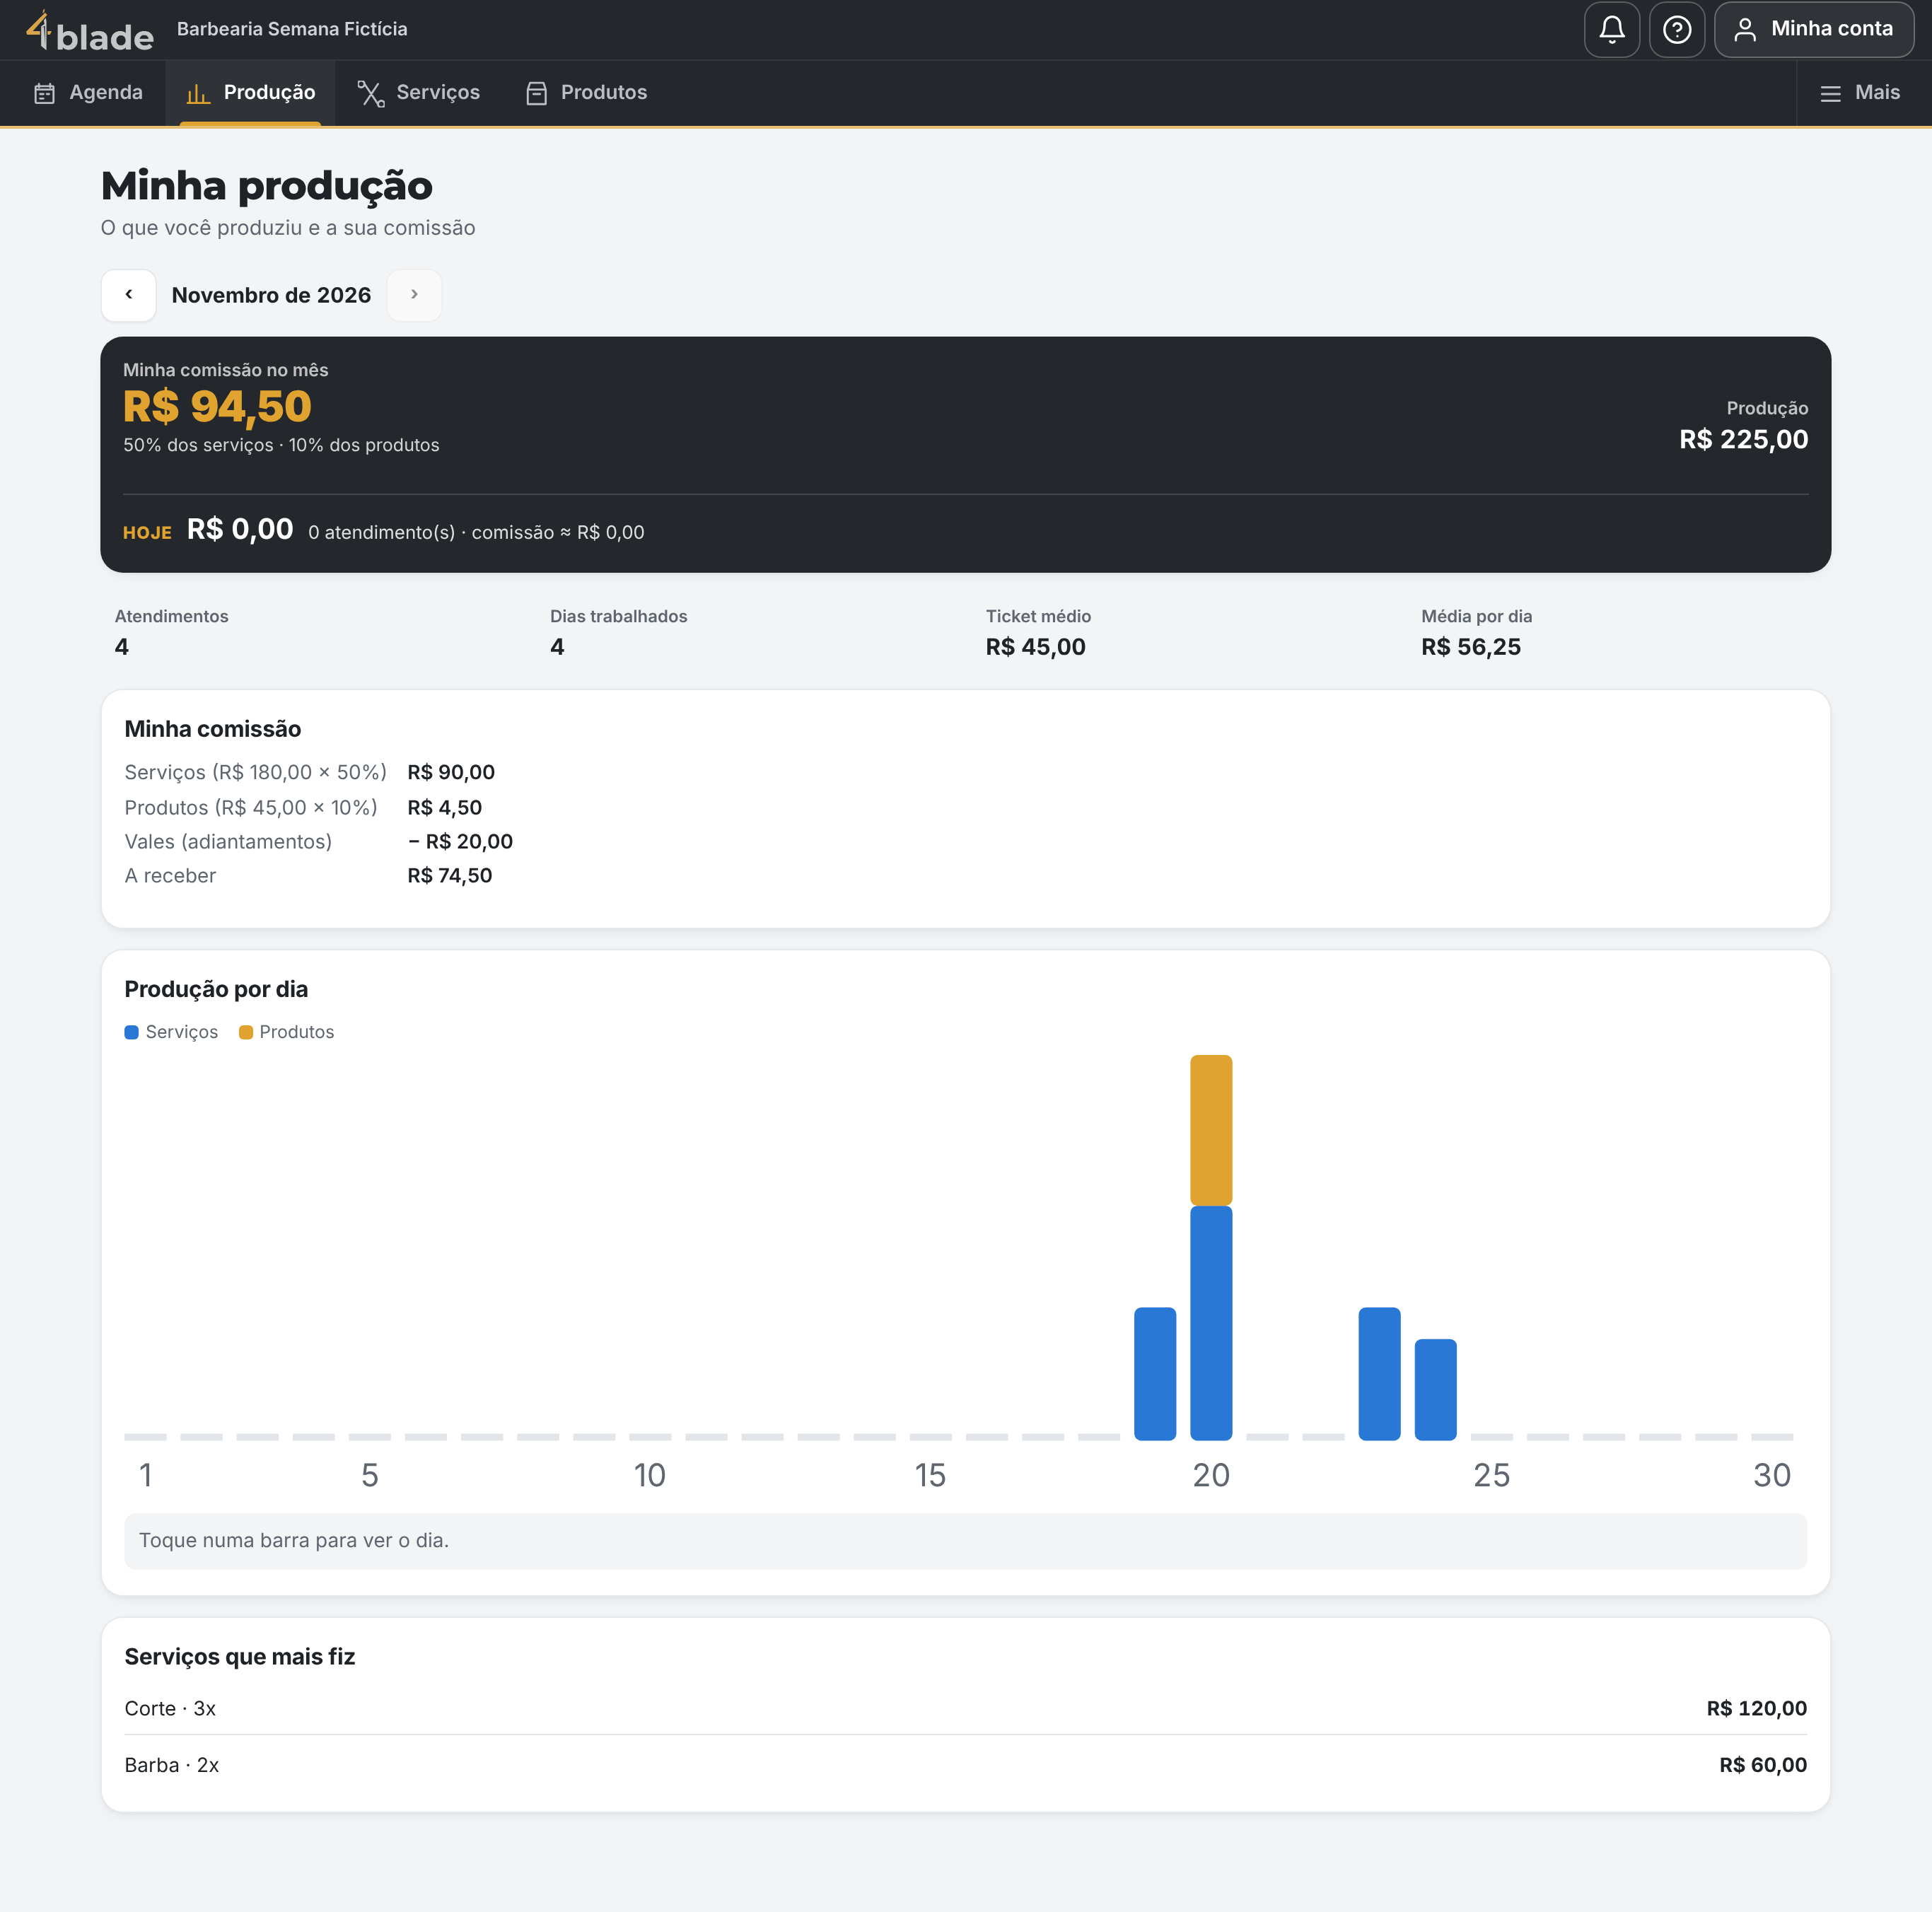 4blade Barbearia Semana Fictícia Minha conta
Agenda Produção Serviços Produtos Mais
Minha produção
O que você produziu e a sua comissão
‹ Novembro de 2026 ›
Minha comissão no mês
R$ 94,50
50% dos serviços · 10% dos produtos
Produção
R$ 225,00
HOJE R$ 0,00 0 atendimento(s) · comissão ≈ R$ 0,00
Atendimentos
4
Dias trabalhados
4
Ticket médio
R$ 45,00
Média por dia
R$ 56,25
Minha comissão
Serviços (R$ 180,00 × 50%) R$ 90,00
Produtos (R$ 45,00 × 10%) R$ 4,50
Vales (adiantamentos) − R$ 20,00
A receber R$ 74,50
Produção por dia
Serviços Produtos
1 5 10 15 20 25 30
Toque numa barra para ver o dia.
Serviços que mais fiz
Corte · 3x R$ 120,00
Barba · 2x R$ 60,00